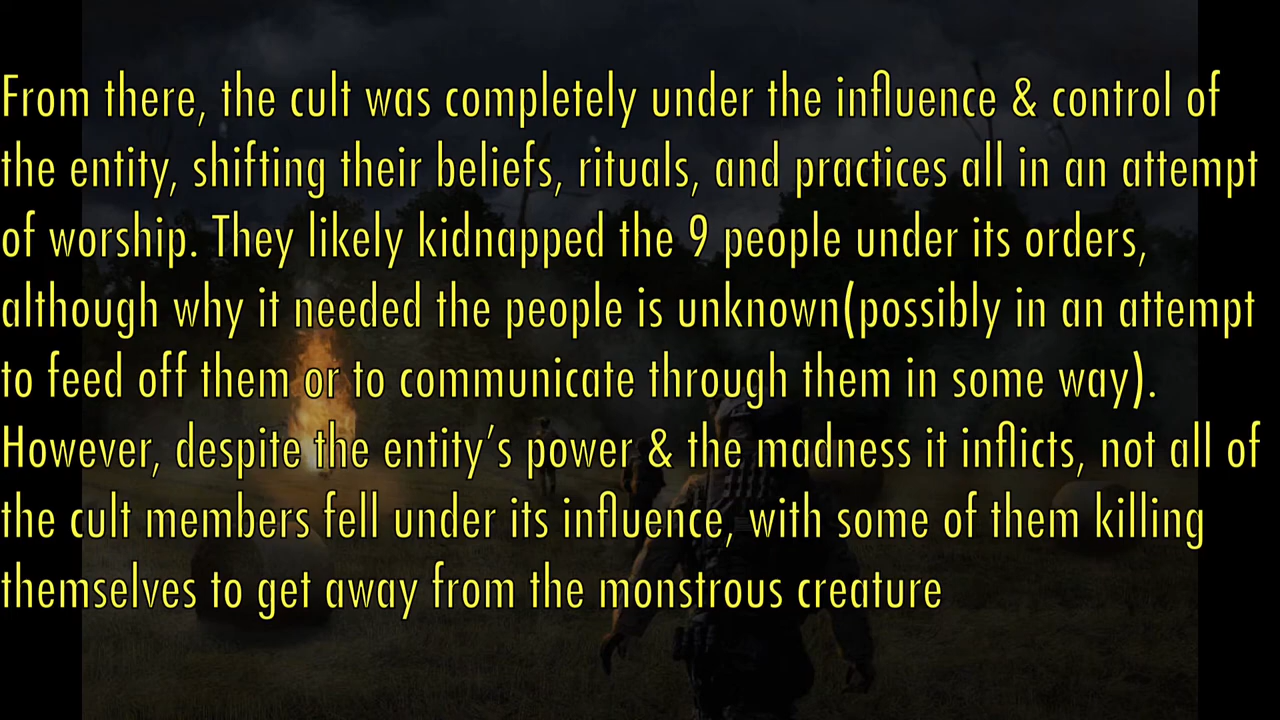 From there, the cult was completely under the influence & control of
the entity, shifting their beliefs, rituals, and practices all in an attempt
of worship. They likely kidnapped the 9 people under its orders,
although why it needed the people is unknown(possibly in an attempt
to feed off them or to communicate through them in some way).
However, despite the entity’s power & the madness it inflicts, not all of
the cult members fell under its influence, with some of them killing
themselves to get away from the monstrous creature